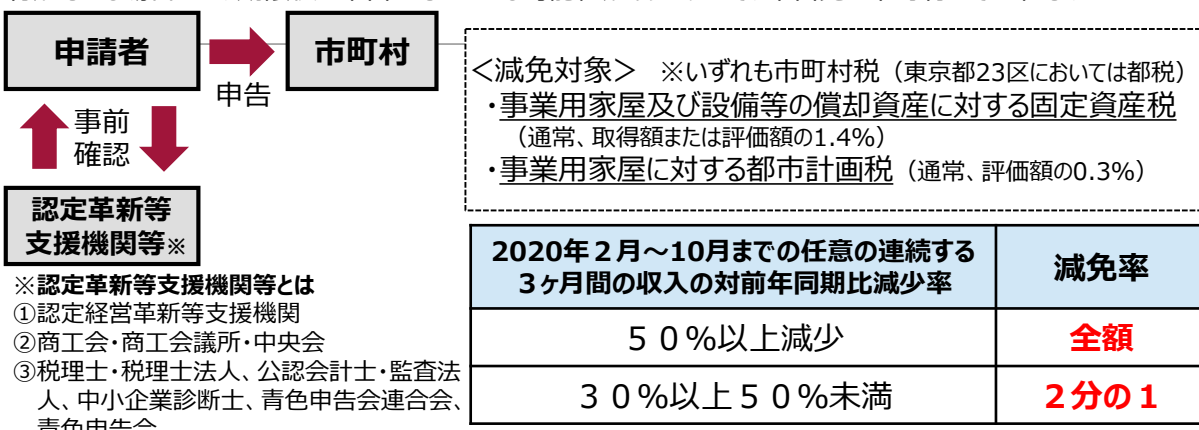 申請者
申告
市町村
事前
確認
認定革新等
支援機関等※
※認定革新等支援機関等とは
①認定経営革新等支援機関
②商工会・商工会議所・中央会
③税理士・税理士法人、公認会計士・監査法
人、中小企業診断士、青色申告会連合会、
青色申告会
<減免対象> ※いずれも市町村税（東京都23区においては都税）
・事業用家屋及び設備等の償却資産に対する固定資産税
（通常、取得額または評価額の1.4%）
・事業用家屋に対する都市計画税（通常、評価額の0.3%）
2020年２月～10月までの任意の連続する
３ヶ月間の収入の対前年同期比減少率
減免率
５０%以上減少
全額
３０%以上５０%未満
２分の１